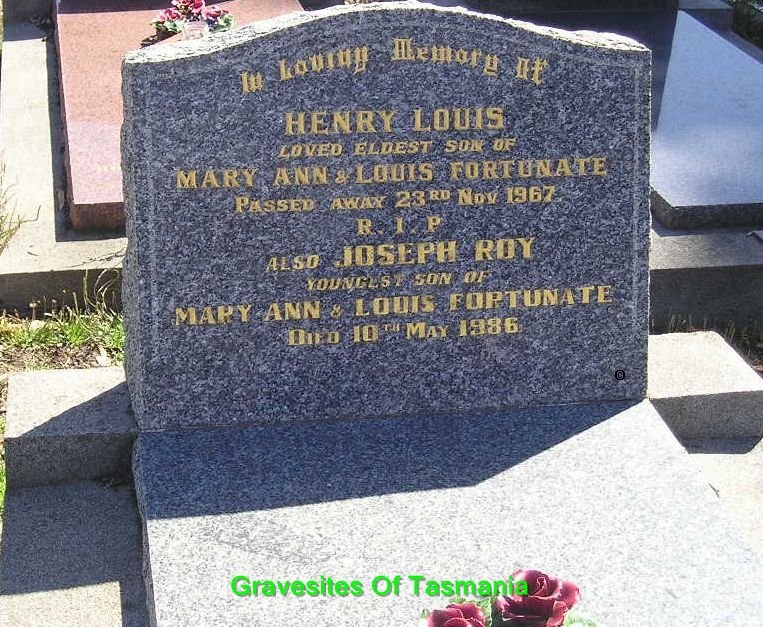 In Loving Memory Of
HENRY LOUIS
LOVED ELDEST SON OF
MARY ANN & LOUIS FORTUNATE
PASSED AWAY 23RD NOV 1967.
R. I. P
ALSO JOSEPH ROY
YOUNGEST SON OF
MARY ANN & LOUIS FORTUNATE
DIED 10TH MAY 1986
©
Gravesites Of Tasmania